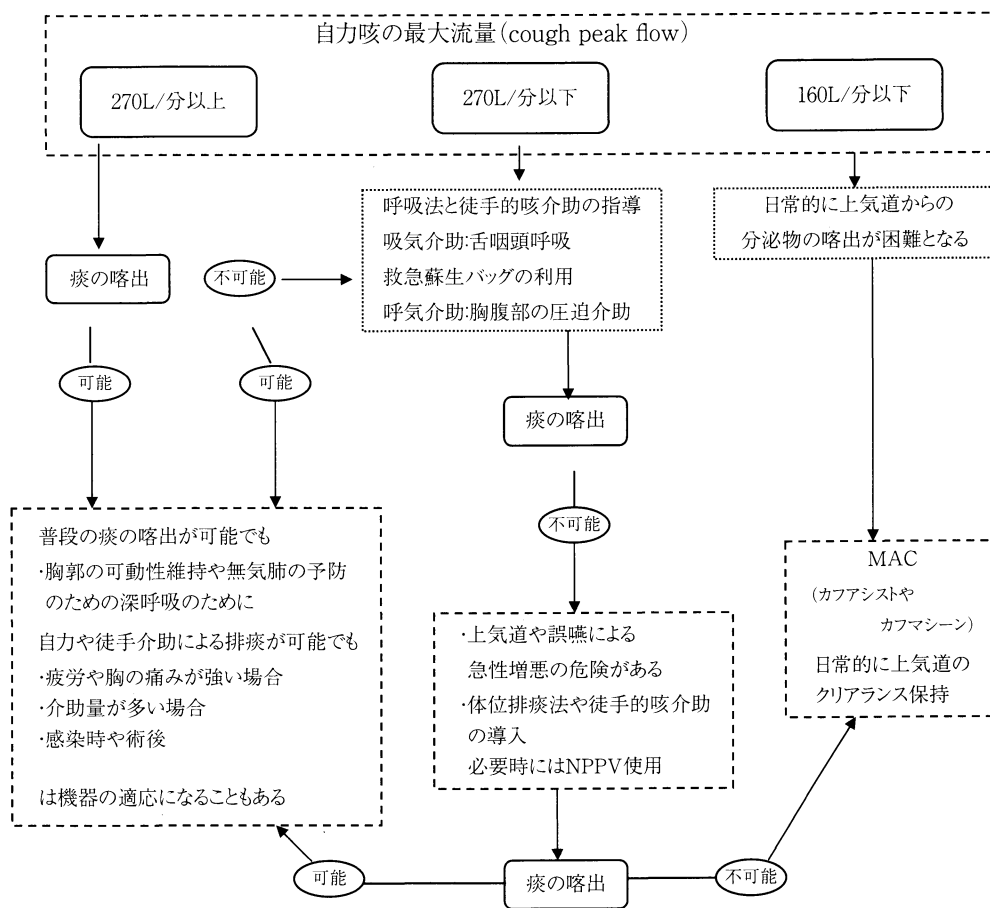 自力咳の最大流量(cough peak flow)
270L/分以上
270L/分以下
160L/分以下
呼吸法と徒手的咳介助の指導
吸気介助:舌咽頭呼吸
救急蘇生バッグの利用
呼気介助:胸腹部の圧迫介助
日常的に上気道からの
分泌物の喀出が困難となる
痰の喀出
不可能
可能
可能
痰の喀出
不可能
普段の痰の喀出が可能でも
・胸郭の可動性維持や無気肺の予防
のための深呼吸のために
自力や徒手介助による排痰が可能でも
・疲労や胸の痛みが強い場合
・介助量が多い場合
・感染時や術後
は機器の適応になることもある
・上気道や誤嚥による
急性増悪の危険がある
・体位排痰法や徒手的咳介助
の導入
必要時にはNPPV使用
MAC
(カフアシストや
カフマシーン)
日常的に上気道の
クリアランス保持
可能
痰の喀出
不可能